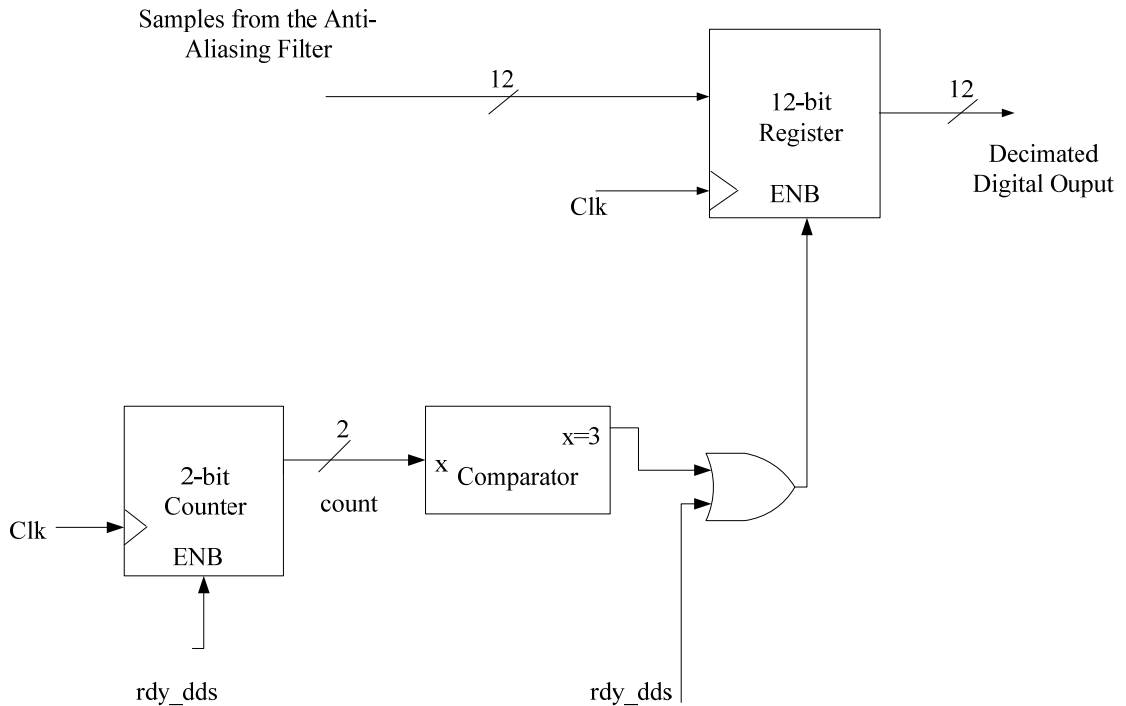 Samples from the Anti-
Aliasing Filter
12
12-bit
Register
12
Decimated
Digital Ouput
Clk
ENB
2-bit
Counter
2
count
x
Comparator
x=3
Clk
ENB
rdy_dds
rdy_dds